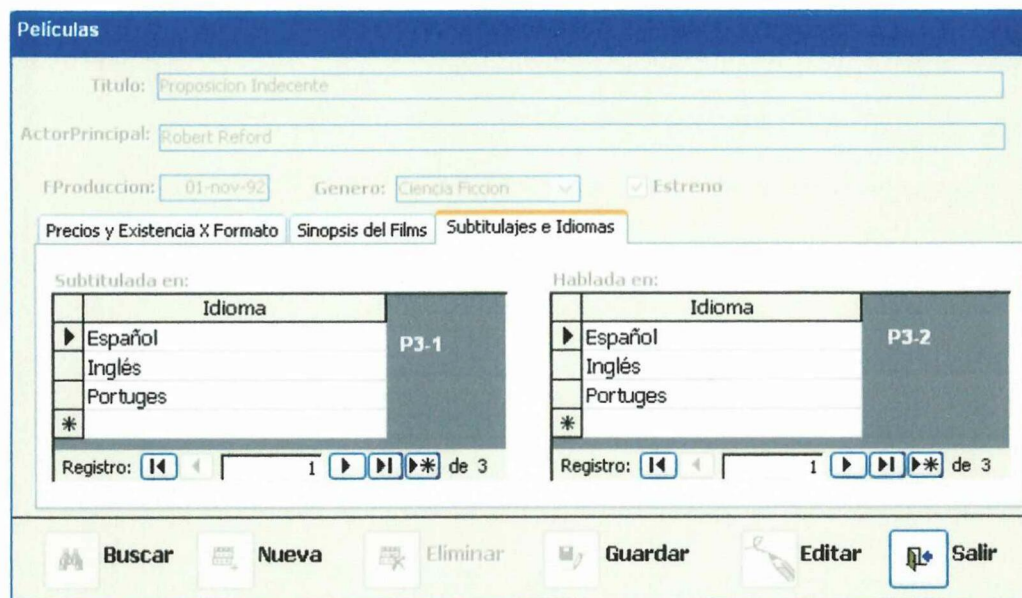 Películas
Titulo: Proposicion Indecente
ActorPrincipal: Robert Reford
FProduccion: 01-nov-92 Genero: Ciencia Ficcion Estreno
Precios y Existencia X Formato Sinopsis del Films Subtitulajes e Idiomas
Subtitulada en: Hablada en:
Idioma Idioma
Español P3-1 Español P3-2
Inglés Inglés
Portuges Portuges
Registro: 1 de 3 Registro: 1 de 3
Buscar Nueva Eliminar Guardar Editar Salir